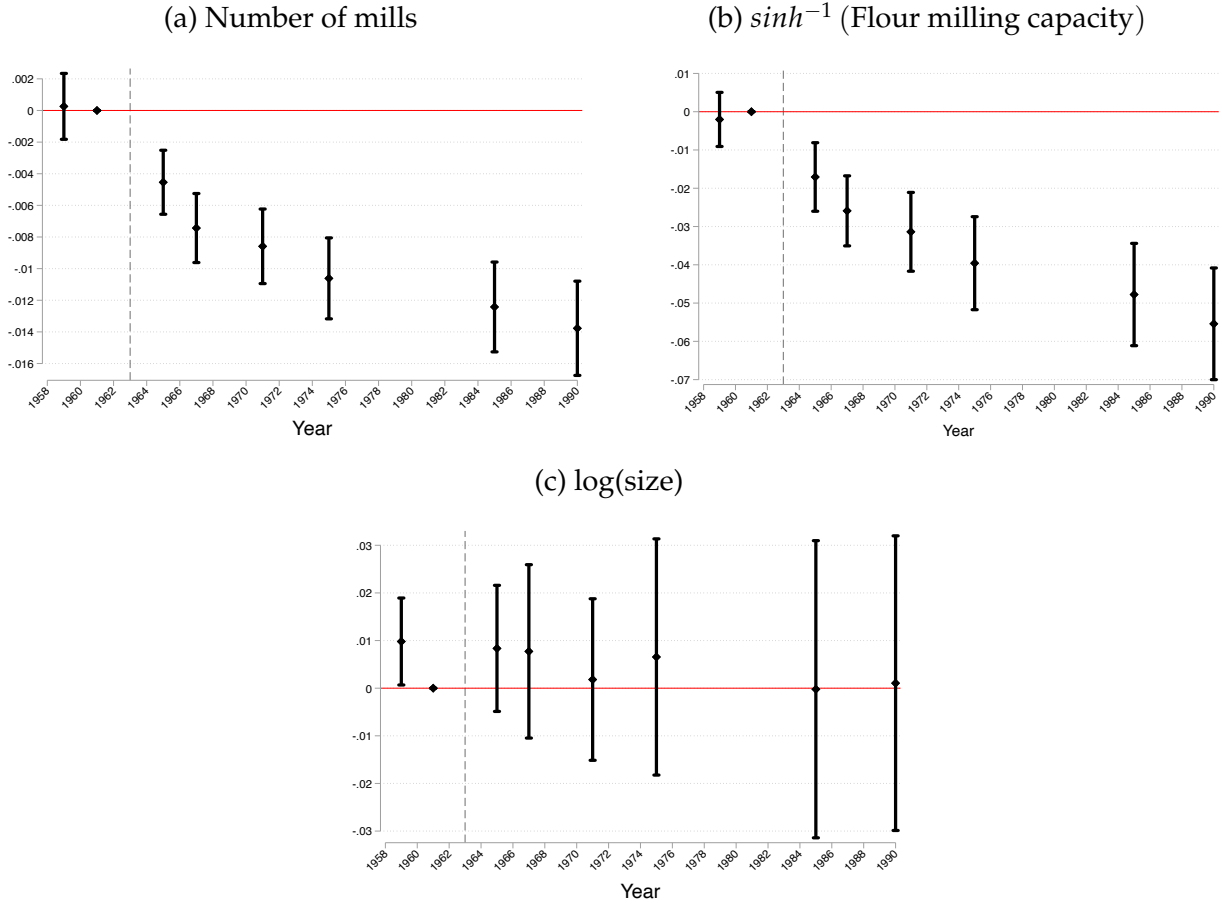 (a) Number of mills
.002
0
-.002
-.004
-.006
-.008
-.01
-.012
-.014
-.016
1958 1960 1962 1964 1966 1968 1970 1972 1974 1976 1978 1980 1982 1984 1986 1988 1990
Year
(b) sinh⁻¹ (Flour milling capacity)
.01
0
-.01
-.02
-.03
-.04
-.05
-.06
-.07
1958 1960 1962 1964 1966 1968 1970 1972 1974 1976 1978 1980 1982 1984 1986 1988 1990
Year
(c) log(size)
.03
.02
.01
0
-.01
-.02
-.03
1958 1960 1962 1964 1966 1968 1970 1972 1974 1976 1978 1980 1982 1984 1986 1988 1990
Year